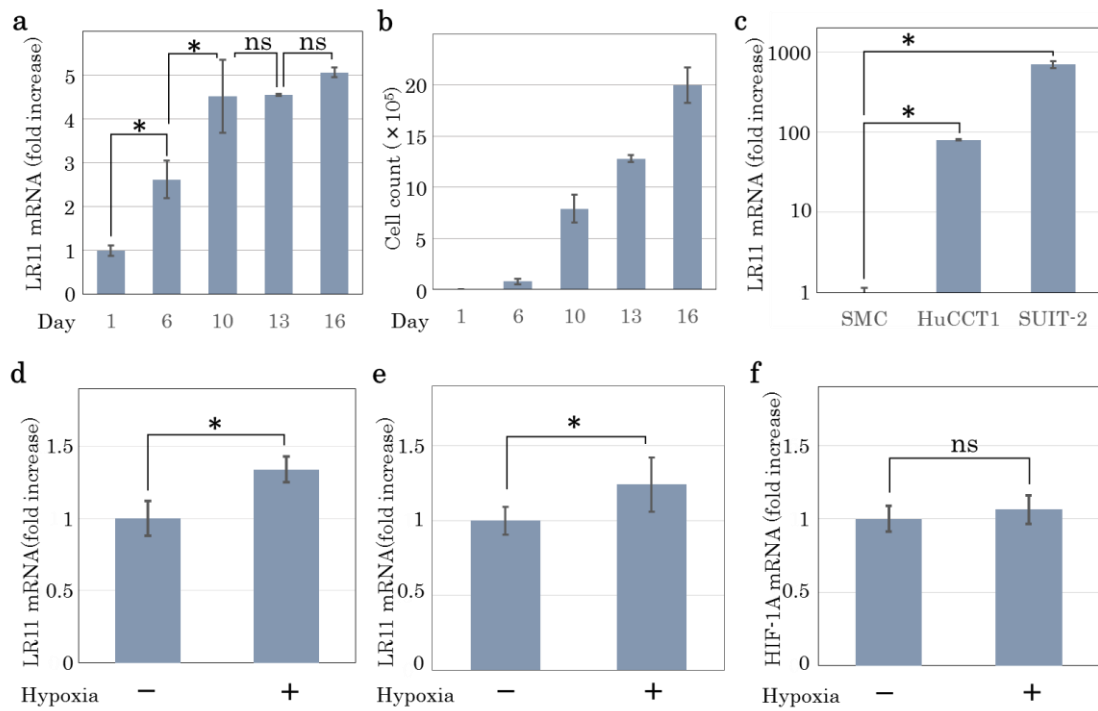 a
LR11 mRNA (fold increase)
5
4
3
2
1
0
*
*
ns
ns
Day 1 6 10 13 16
b
Cell count (×10⁵)
20
15
10
5
0
Day 1 6 10 13 16
c
LR11 mRNA (fold increase)
1000
100
10
1
*
*
SMC HuCCT1 SUIT-2
d
LR11 mRNA(fold increase)
1.5
1
0.5
0
*
Hypoxia − +
e
LR11 mRNA(fold increase)
1.5
1
0.5
0
*
Hypoxia − +
f
HIF-1A mRNA (fold increase)
1.5
1
0.5
0
ns
Hypoxia − +